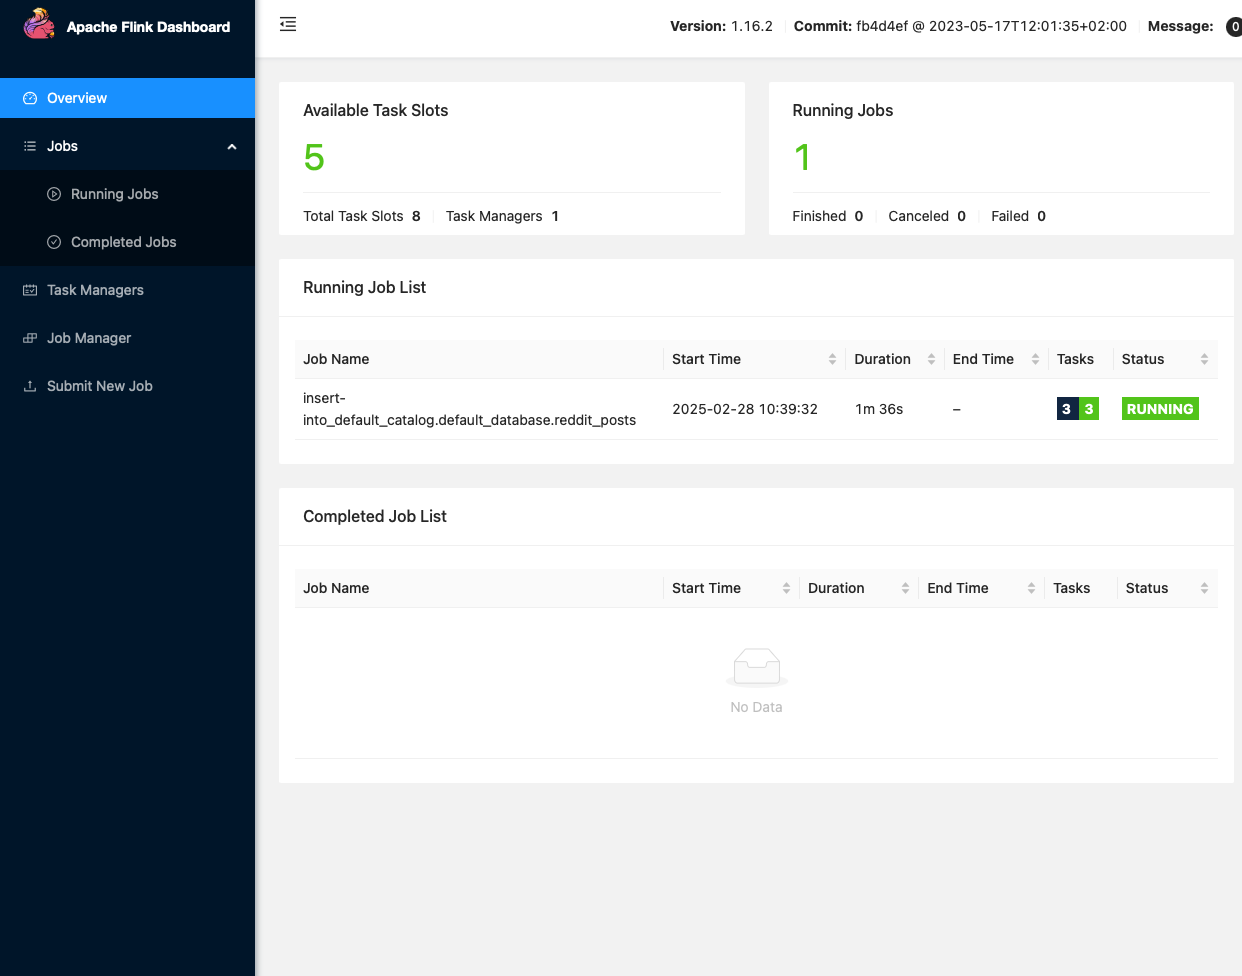 Apache Flink Dashboard
Version: 1.16.2 Commit: fb4d4ef @ 2023-05-17T12:01:35+02:00 Message: 0
Overview
Jobs
Running Jobs
Completed Jobs
Task Managers
Job Manager
Submit New Job
Available Task Slots
5
Total Task Slots 8 Task Managers 1
Running Jobs
1
Finished 0 Canceled 0 Failed 0
Running Job List
Job Name Start Time Duration End Time Tasks Status
insert-
into_default_catalog.default_database.reddit_posts 2025-02-28 10:39:32 1m 36s – 3 3 RUNNING
Completed Job List
Job Name Start Time Duration End Time Tasks Status
No Data